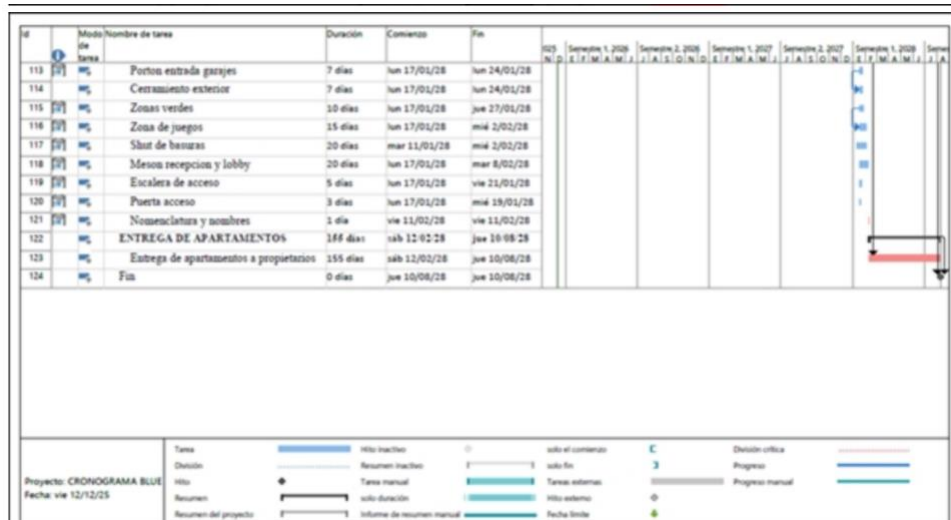 Id Modo de tarea Nombre de tarea Duración Comienzo Fin
025 Semestre 1, 2026 Semestre 2, 2026 Semestre 1, 2027 Semestre 2, 2027 Semestre 1, 2028 Semes
N D E F M A M J J A S O N D E F M A M J J A S O N D E F M A M J J A
113 Porton entrada garajes 7 días lun 17/01/28 lun 24/01/28
114 Cerramiento exterior 7 días lun 17/01/28 lun 24/01/28
115 Zonas verdes 10 días lun 17/01/28 jue 27/01/28
116 Zona de juegos 15 días lun 17/01/28 mié 2/02/28
117 Shut de basuras 20 días mar 11/01/28 mié 2/02/28
118 Meson recepcion y lobby 20 días lun 17/01/28 mar 8/02/28
119 Escalera de acceso 5 días lun 17/01/28 vie 21/01/28
120 Puerta acceso 3 días lun 17/01/28 mié 19/01/28
121 Nomenclatura y nombres 1 día vie 11/02/28 vie 11/02/28
122 ENTREGA DE APARTAMENTOS sáb 12/02/28 jue 10/08/28
123 Entrega de apartamentos a propietarios 155 días sáb 12/02/28 jue 10/08/28
124 Fin 0 días jue 10/08/28 jue 10/08/28
Proyecto: CRONOGRAMA BLUE
Fecha: vie 12/12/25
Tarea Hito inactivo solo el comienzo División crítica
División Resumen inactivo solo fin Progreso
Hito Tarea manual Tareas externas Progreso manual
Resumen solo duración Hito externo
Resumen del proyecto Informe de resumen manual Fecha límite